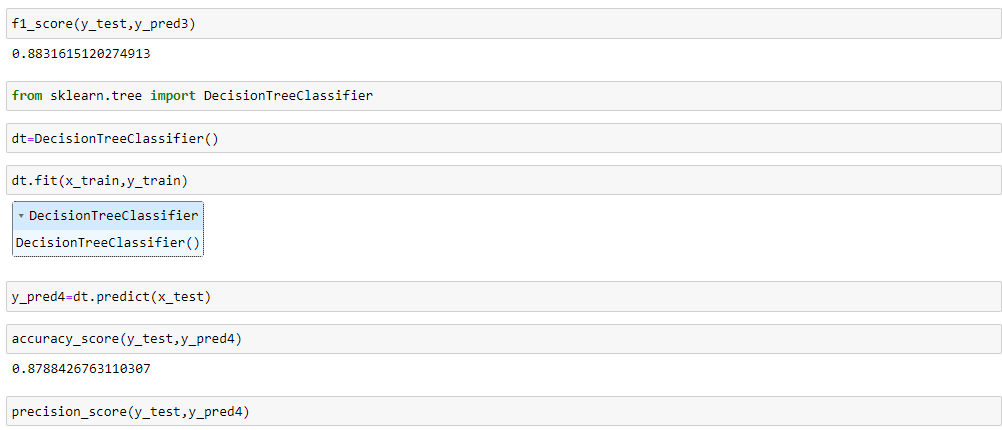 f1_score(y_test,y_pred3)
0.8831615120274913
from sklearn.tree import DecisionTreeClassifier
dt=DecisionTreeClassifier()
dt.fit(x_train,y_train)
DecisionTreeClassifier
DecisionTreeClassifier()
y_pred4=dt.predict(x_test)
accuracy_score(y_test,y_pred4)
0.8788426763110307
precision_score(y_test,y_pred4)